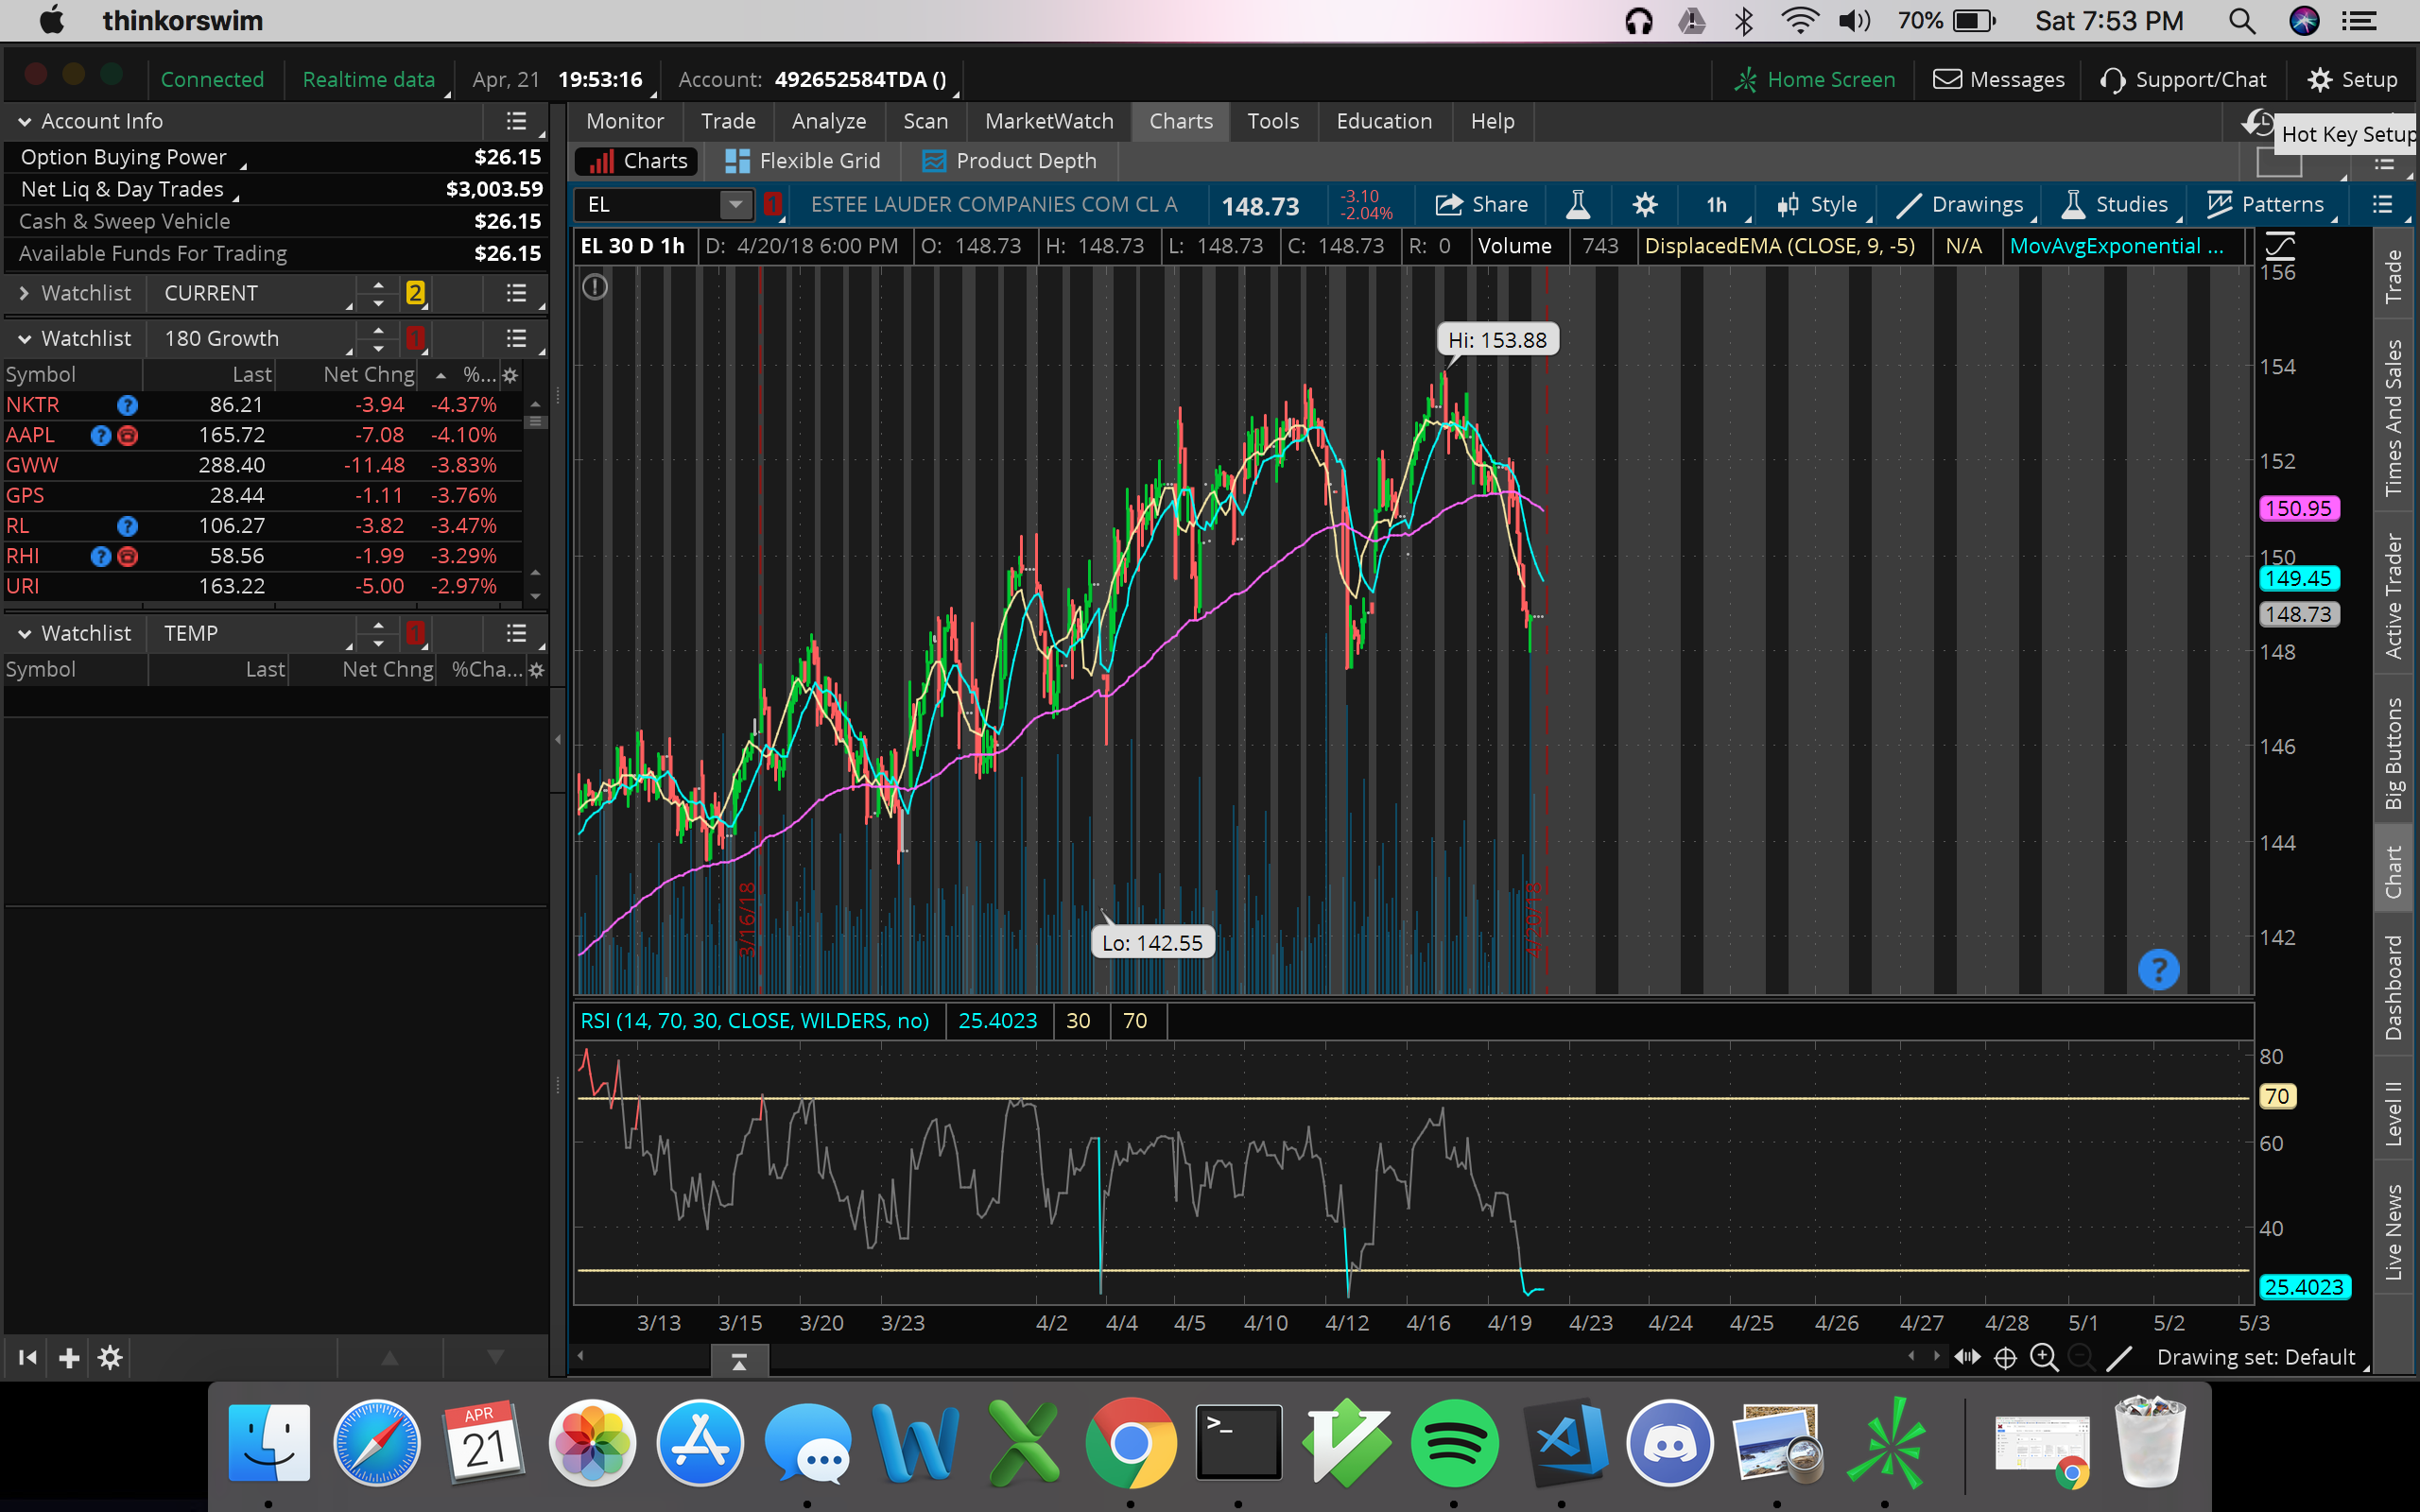 thinkorswim 70% Sat 7:53 PM
Connected Realtime data Apr, 21 19:53:16 Account: 492652584TDA () Home Screen Messages Support/Chat Setup
Account Info
Option Buying Power $26.15
Net Liq & Day Trades $3,003.59
Cash & Sweep Vehicle $26.15
Available Funds For Trading $26.15
Watchlist CURRENT 2
Watchlist 180 Growth 1
Symbol Last Net Chng %...
NKTR ? 86.21 -3.94 -4.37%
AAPL ? 165.72 -7.08 -4.10%
GWW 288.40 -11.48 -3.83%
GPS 28.44 -1.11 -3.76%
RL ? 106.27 -3.82 -3.47%
RHI ? 58.56 -1.99 -3.29%
URI 163.22 -5.00 -2.97%
Watchlist TEMP 1
Symbol Last Net Chng %Cha...
Monitor Trade Analyze Scan MarketWatch Charts Tools Education Help
Hot Key Setup
Charts Flexible Grid Product Depth
EL 1 ESTEE LAUDER COMPANIES COM CL A 148.73 -3.10 -2.04% Share 1h Style Drawings Studies Patterns
EL 30 D 1h D: 4/20/18 6:00 PM O: 148.73 H: 148.73 L: 148.73 C: 148.73 R: 0 Volume 743 DisplacedEMA (CLOSE, 9, -5) N/A MovAvgExponential ...
156
Hi: 153.88
154
152
150.95
150
149.45
148.73
148
146
144
3/16/18
4/20/18
Lo: 142.55
142
?
RSI (14, 70, 30, CLOSE, WILDERS, no) 25.4023 30 70
80
70
60
40
25.4023
3/13 3/15 3/20 3/23 4/2 4/4 4/5 4/10 4/12 4/16 4/19 4/23 4/24 4/25 4/26 4/27 4/28 5/1 5/2 5/3
Drawing set: Default
Trade
Times And Sales
Active Trader
Big Buttons
Chart
Dashboard
Level II
Live News
APR
21
>_